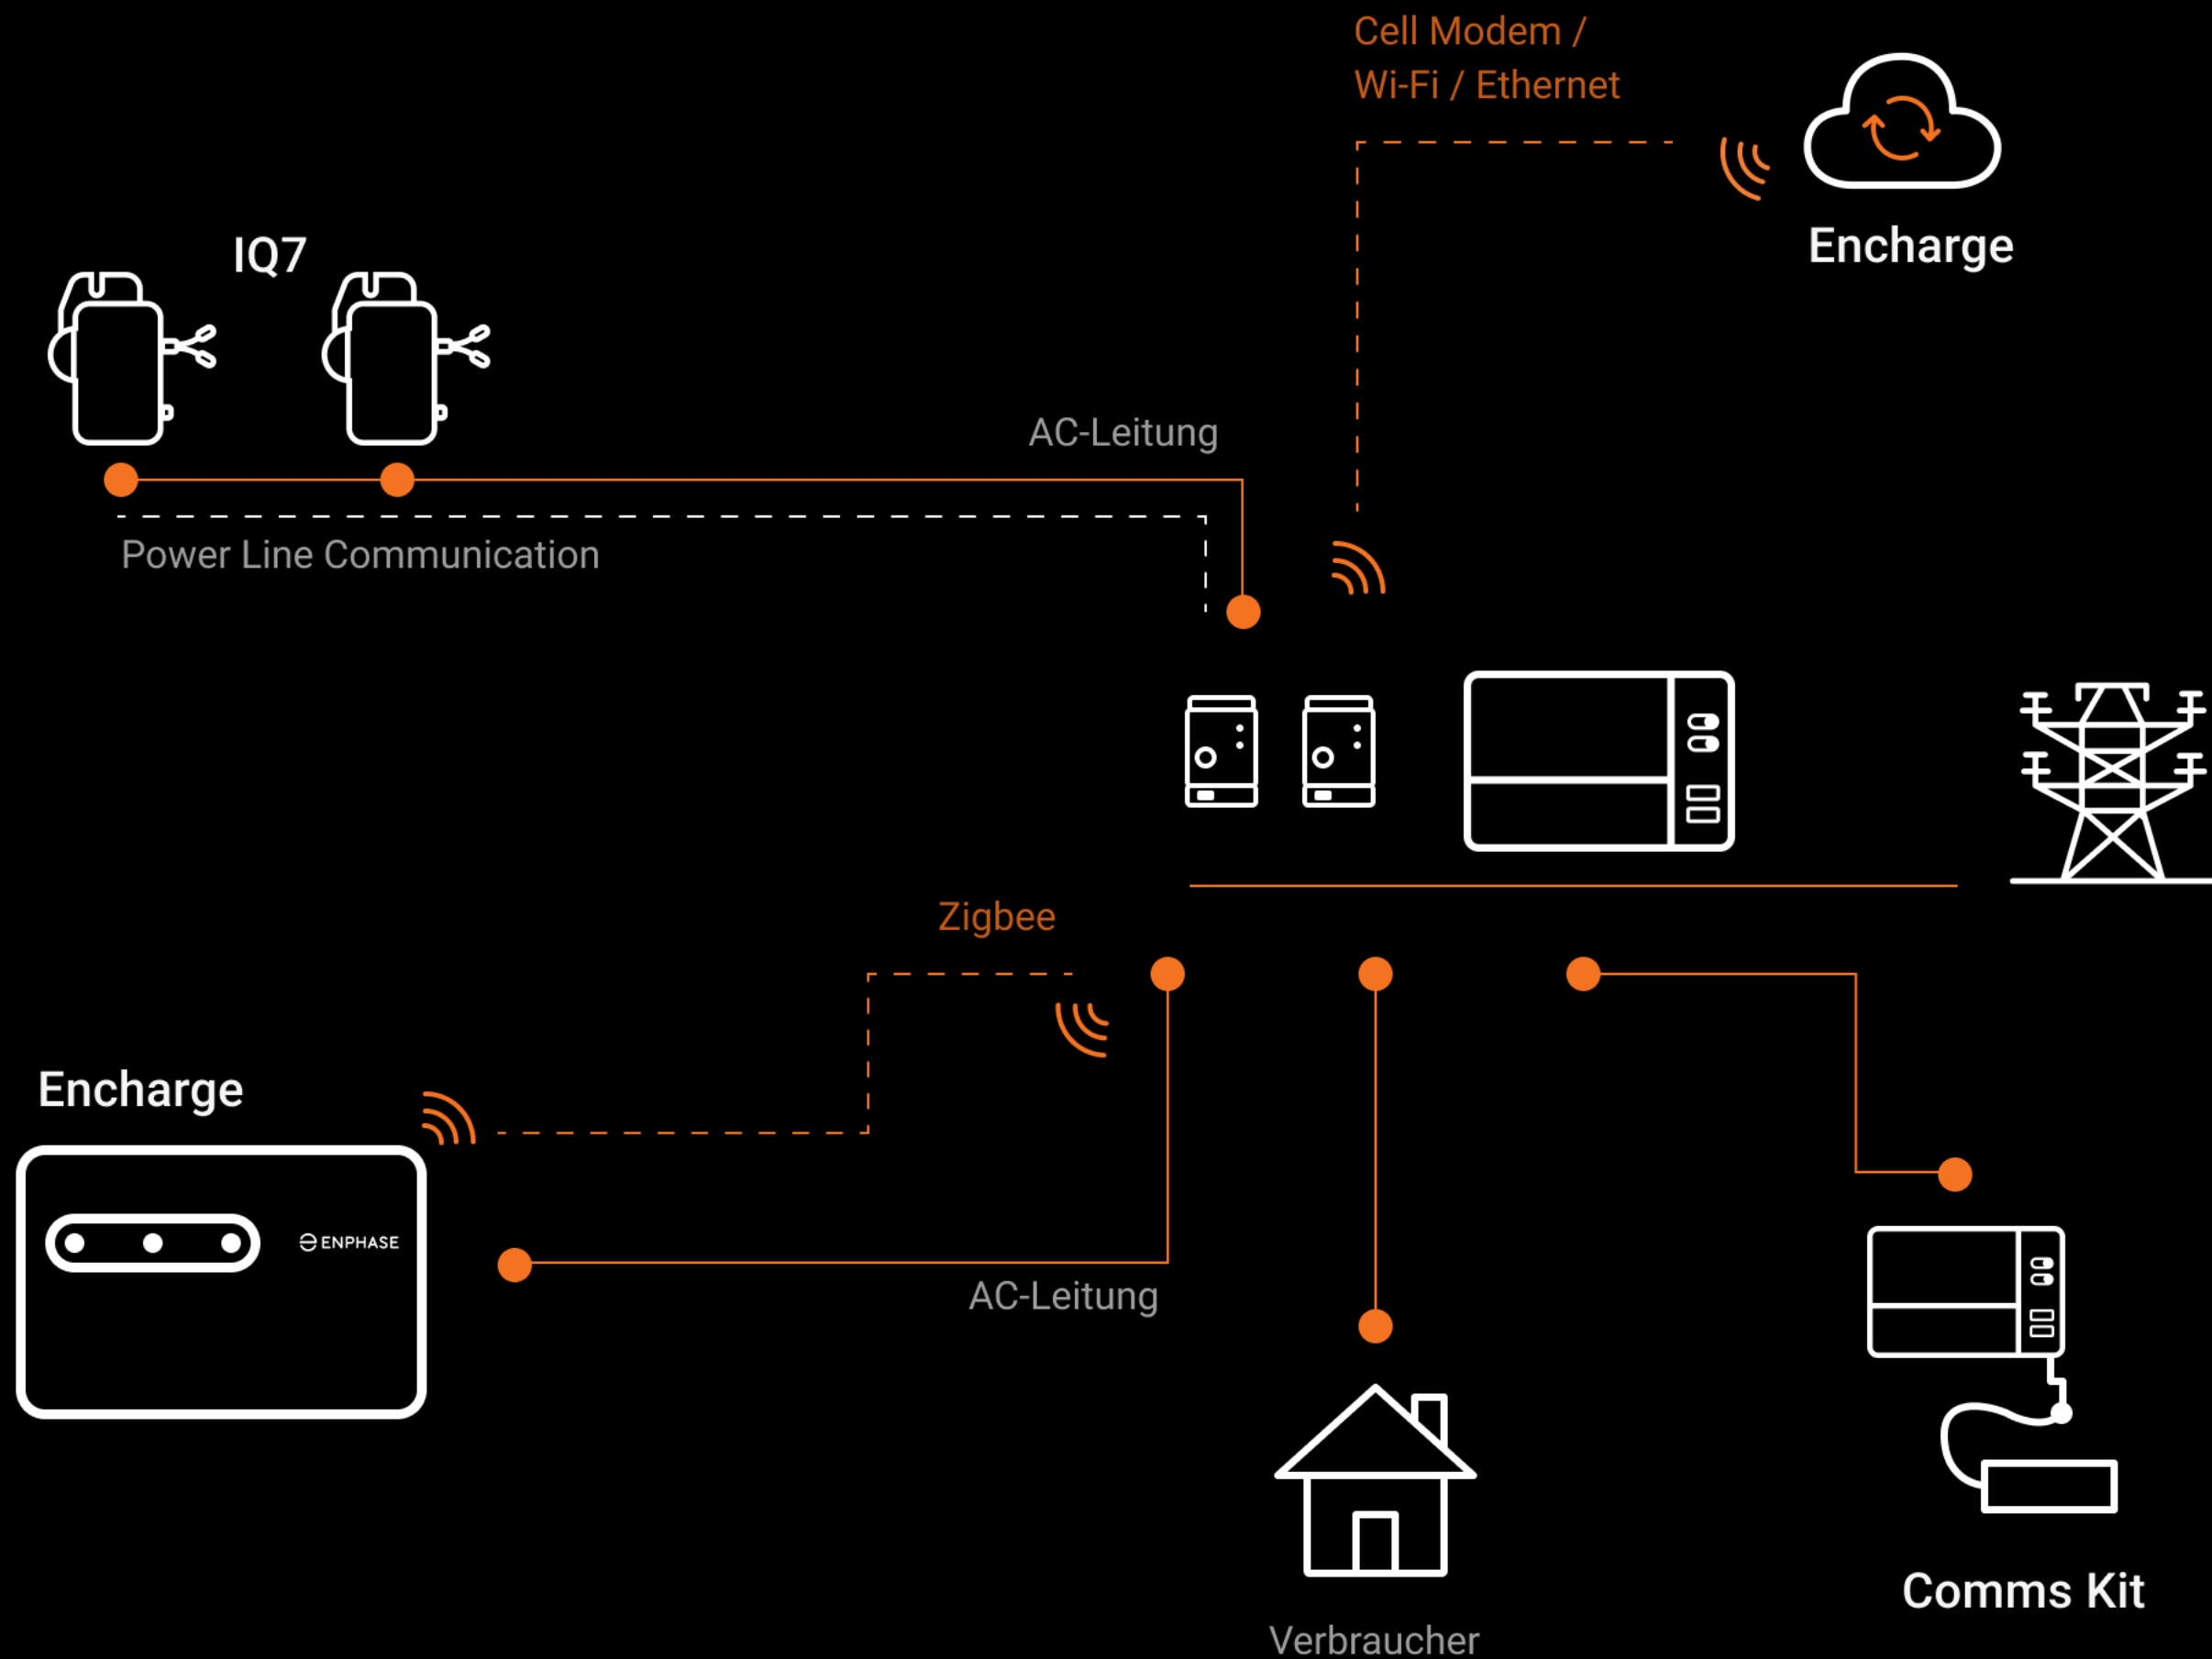 Cell Modem /
Wi-Fi / Ethernet
Encharge
IQ7
AC-Leitung
Power Line Communication
Zigbee
Encharge
ENPHASE
AC-Leitung
Comms Kit
Verbraucher